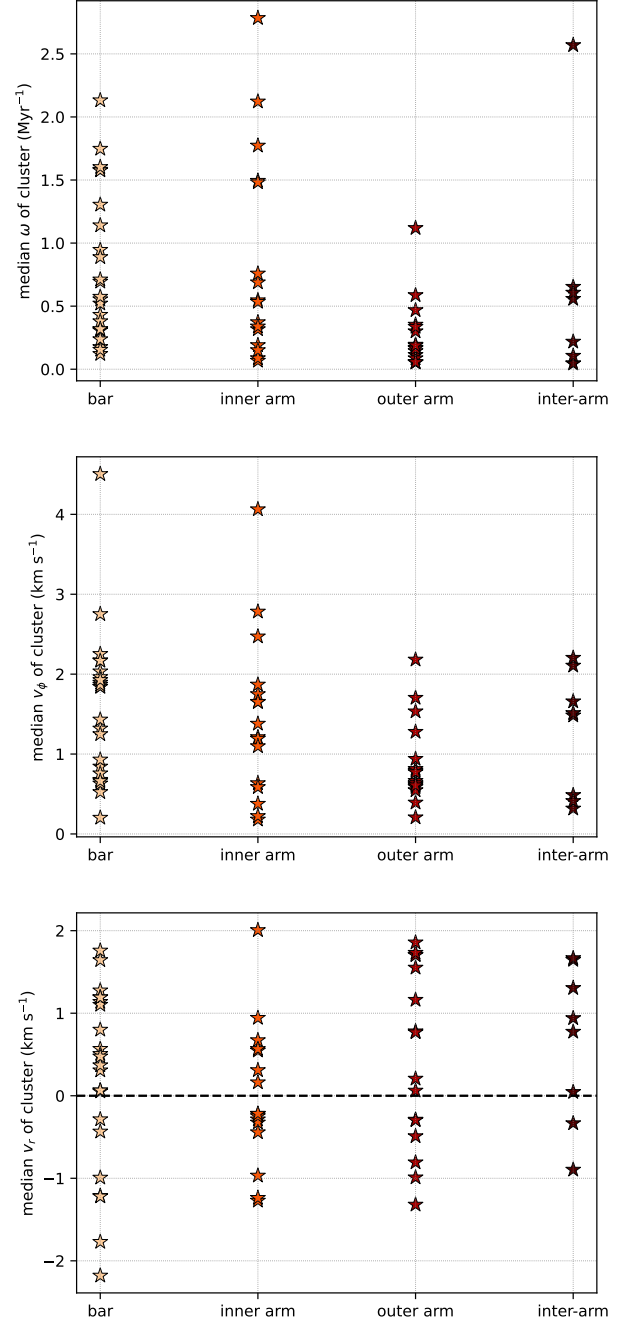 median ω of cluster (Myr⁻¹)
2.5
2.0
1.5
1.0
0.5
0.0
bar inner arm outer arm inter-arm
median v_ϕ of cluster (km s⁻¹)
4
3
2
1
0
bar inner arm outer arm inter-arm
median v_r of cluster (km s⁻¹)
2
1
0
−1
−2
bar inner arm outer arm inter-arm